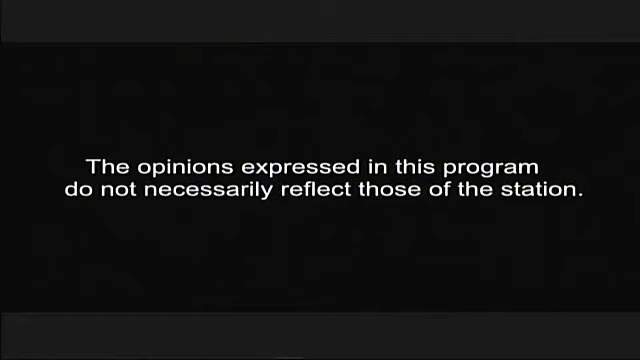 The opinions expressed in this program
do not necessarily reflect those of the station.